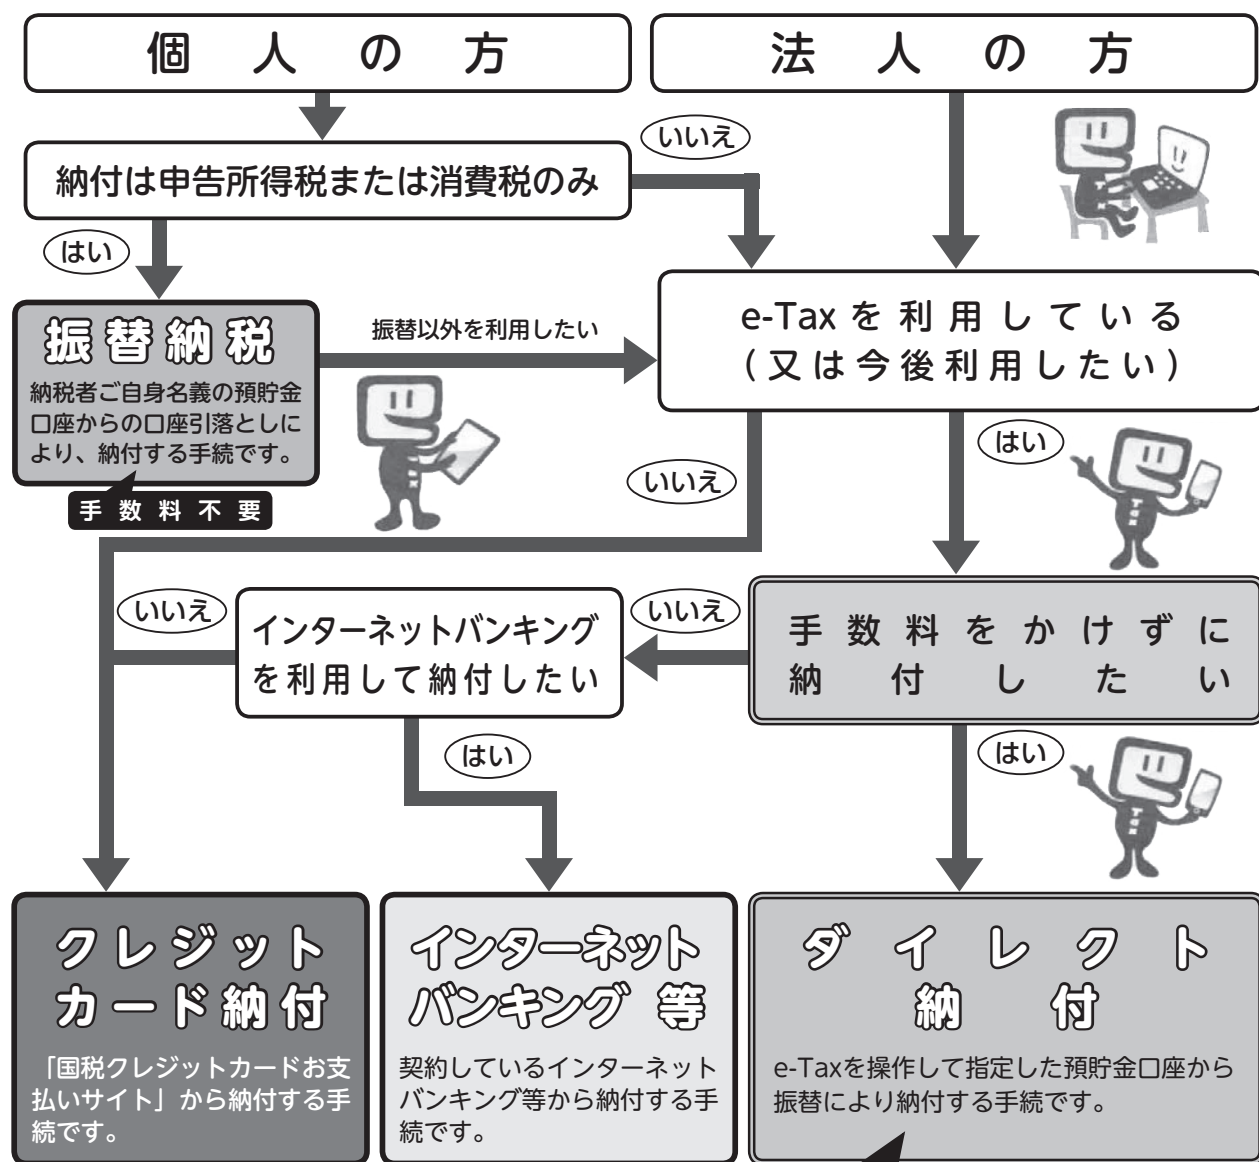 個人の方
法人の方
いいえ
納付は申告所得税または消費税のみ
はい
振替納税
納税者ご自身名義の預貯金
口座からの口座引落としに
より、納付する手続です。
手数料不要
振替以外を利用したい
e-Taxを利用している
(又は今後利用したい)
いいえ
はい
いいえ
インターネットバンキング
を利用して納付したい
いいえ
手数料をかけずに
納付したい
はい
はい
クレジット
カード納付
「国税クレジットカードお支
払いサイト」から納付する手
続です。
インターネット
バンキング等
契約しているインターネット
バンキング等から納付する手
続です。
ダイレクト
納付
e-Taxを操作して指定した預貯金口座から
振替により納付する手続です。